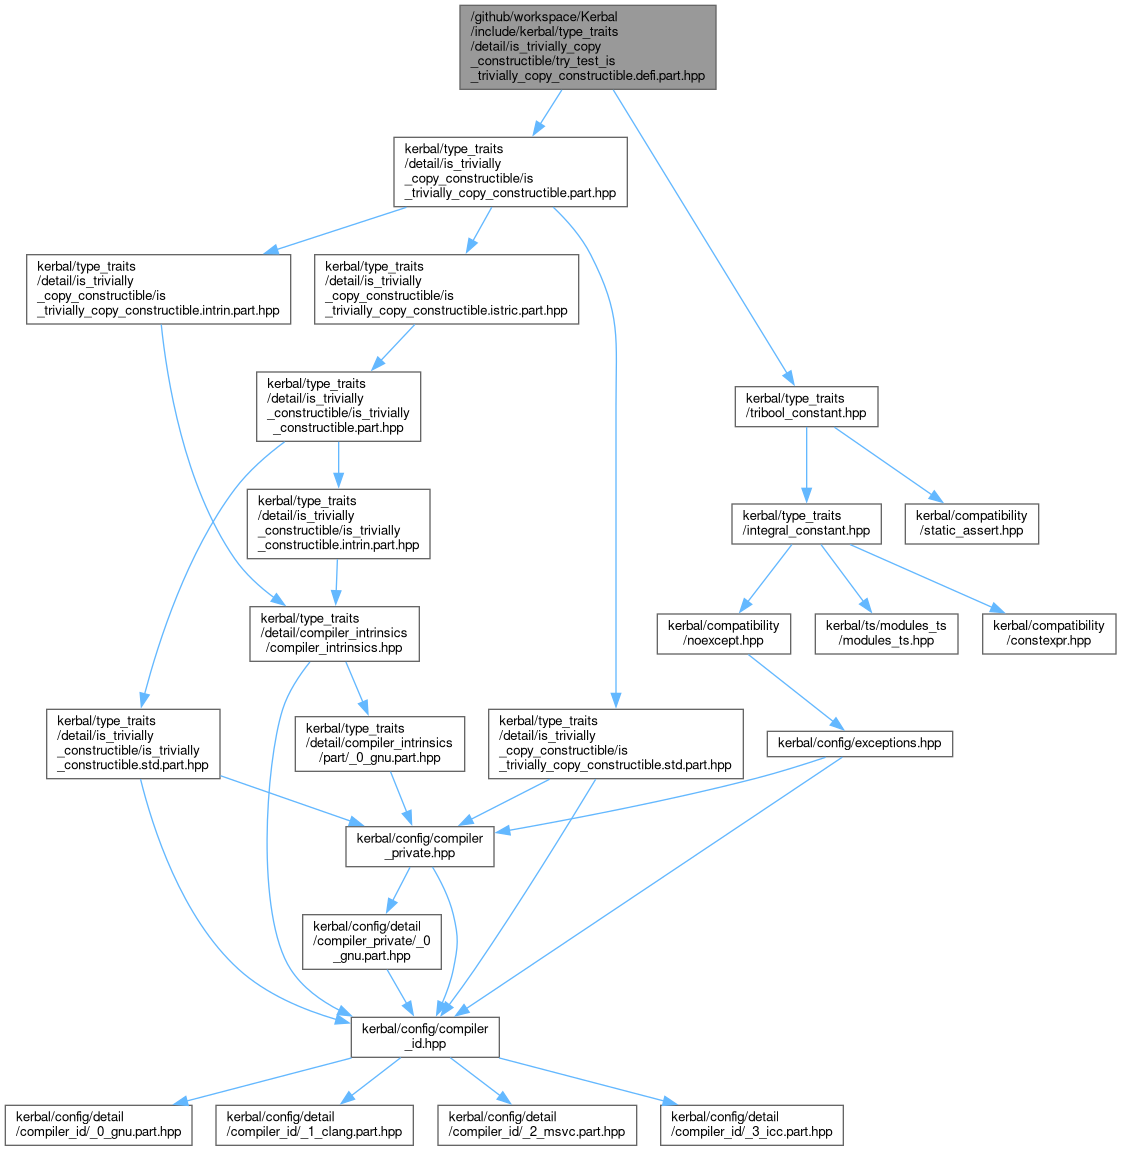 /github/workspace/Kerbal
/include/kerbal/type_traits
/detail/is_trivially_copy
_constructible/try_test_is
_trivially_copy_constructible.defi.part.hpp
kerbal/type_traits
/detail/is_trivially
_copy_constructible/is
_trivially_copy_constructible.part.hpp
kerbal/type_traits
/detail/is_trivially
_copy_constructible/is
_trivially_copy_constructible.intrin.part.hpp
kerbal/type_traits
/detail/is_trivially
_copy_constructible/is
_trivially_copy_constructible.istric.part.hpp
kerbal/type_traits
/detail/is_trivially
_constructible/is_trivially
_constructible.part.hpp
kerbal/type_traits
/tribool_constant.hpp
kerbal/type_traits
/detail/is_trivially
_constructible/is_trivially
_constructible.intrin.part.hpp
kerbal/type_traits
/integral_constant.hpp
kerbal/compatibility
/static_assert.hpp
kerbal/type_traits
/detail/compiler_intrinsics
/compiler_intrinsics.hpp
kerbal/compatibility
/noexcept.hpp
kerbal/ts/modules_ts
/modules_ts.hpp
kerbal/compatibility
/constexpr.hpp
kerbal/type_traits
/detail/is_trivially
_constructible/is_trivially
_constructible.std.part.hpp
kerbal/type_traits
/detail/compiler_intrinsics
/part/_0_gnu.part.hpp
kerbal/type_traits
/detail/is_trivially
_copy_constructible/is
_trivially_copy_constructible.std.part.hpp
kerbal/config/exceptions.hpp
kerbal/config/compiler
_private.hpp
kerbal/config/detail
/compiler_private/_0
_gnu.part.hpp
kerbal/config/compiler
_id.hpp
kerbal/config/detail
/compiler_id/_0_gnu.part.hpp
kerbal/config/detail
/compiler_id/_1_clang.part.hpp
kerbal/config/detail
/compiler_id/_2_msvc.part.hpp
kerbal/config/detail
/compiler_id/_3_icc.part.hpp